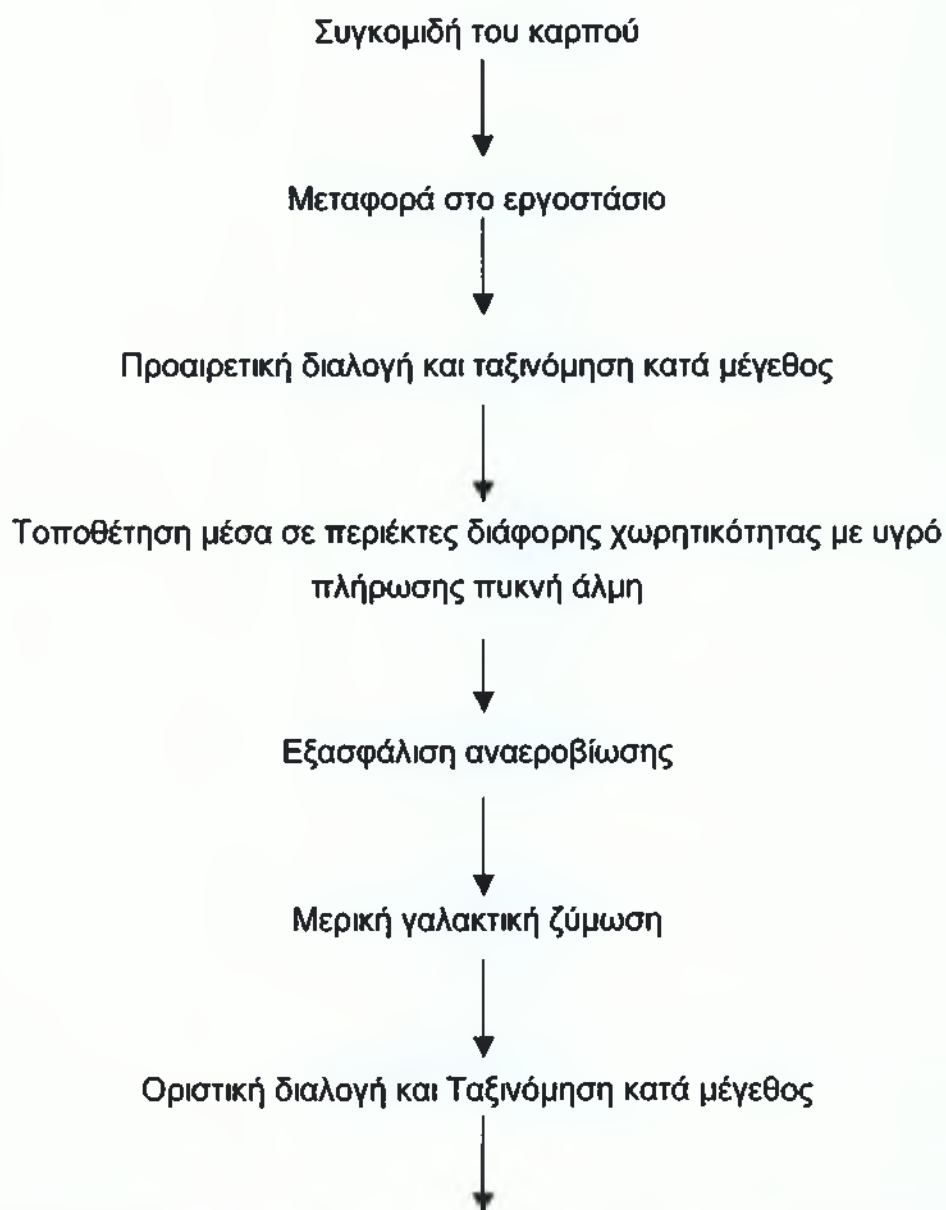 Συγκομιδή του καρπού
Μεταφορά στο εργοστάσιο
Προαιρετική διαλογή και ταξινόμηση κατά μέγεθος
Τοποθέτηση μέσα σε περιέκτες διάφορης χωρητικότητας με υγρό
πλήρωσης πυκνή άλμη
Εξασφάλιση αναεροβίωσης
Μερική γαλακτική ζύμωση
Οριστική διαλογή και Ταξινόμηση κατά μέγεθος